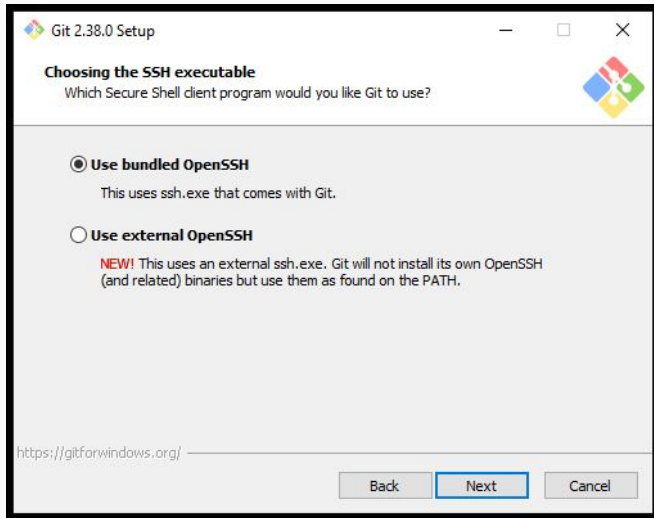 Git 2.38.0 Setup
Choosing the SSH executable
Which Secure Shell client program would you like Git to use?
Use bundled OpenSSH
This uses ssh.exe that comes with Git.
Use external OpenSSH
NEW! This uses an external ssh.exe. Git will not install its own OpenSSH
(and related) binaries but use them as found on the PATH.
https://gitforwindows.org/
Back Next Cancel